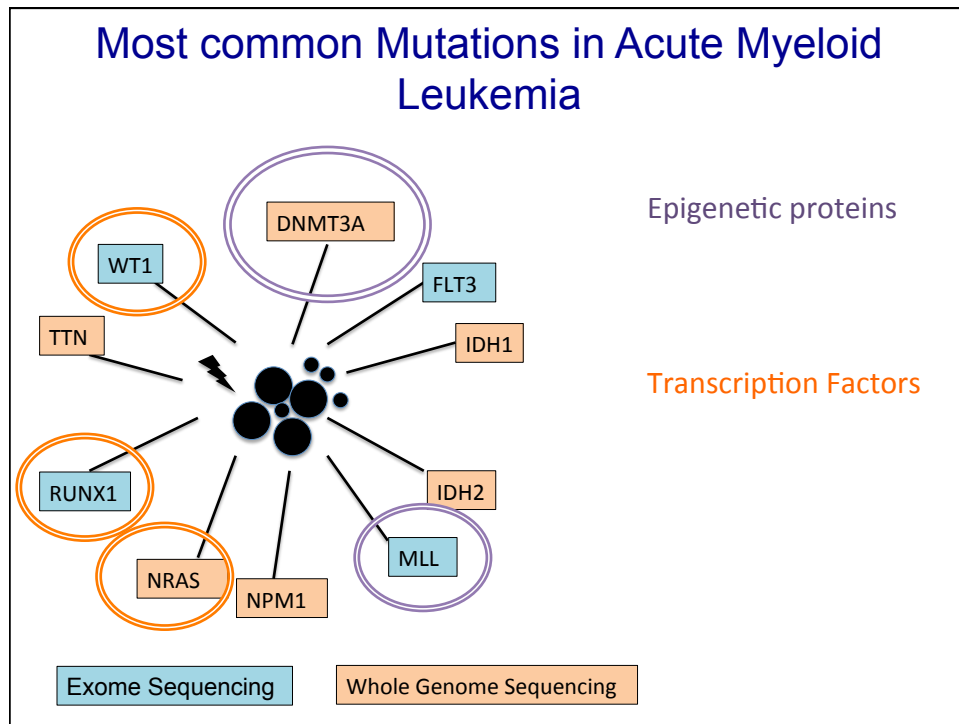 Most common Mutations in Acute Myeloid
Leukemia
DNMT3A
Epigenetic proteins
WT1
FLT3
TTN
IDH1
Transcription Factors
RUNX1
IDH2
MLL
NRAS
NPM1
Exome Sequencing
Whole Genome Sequencing